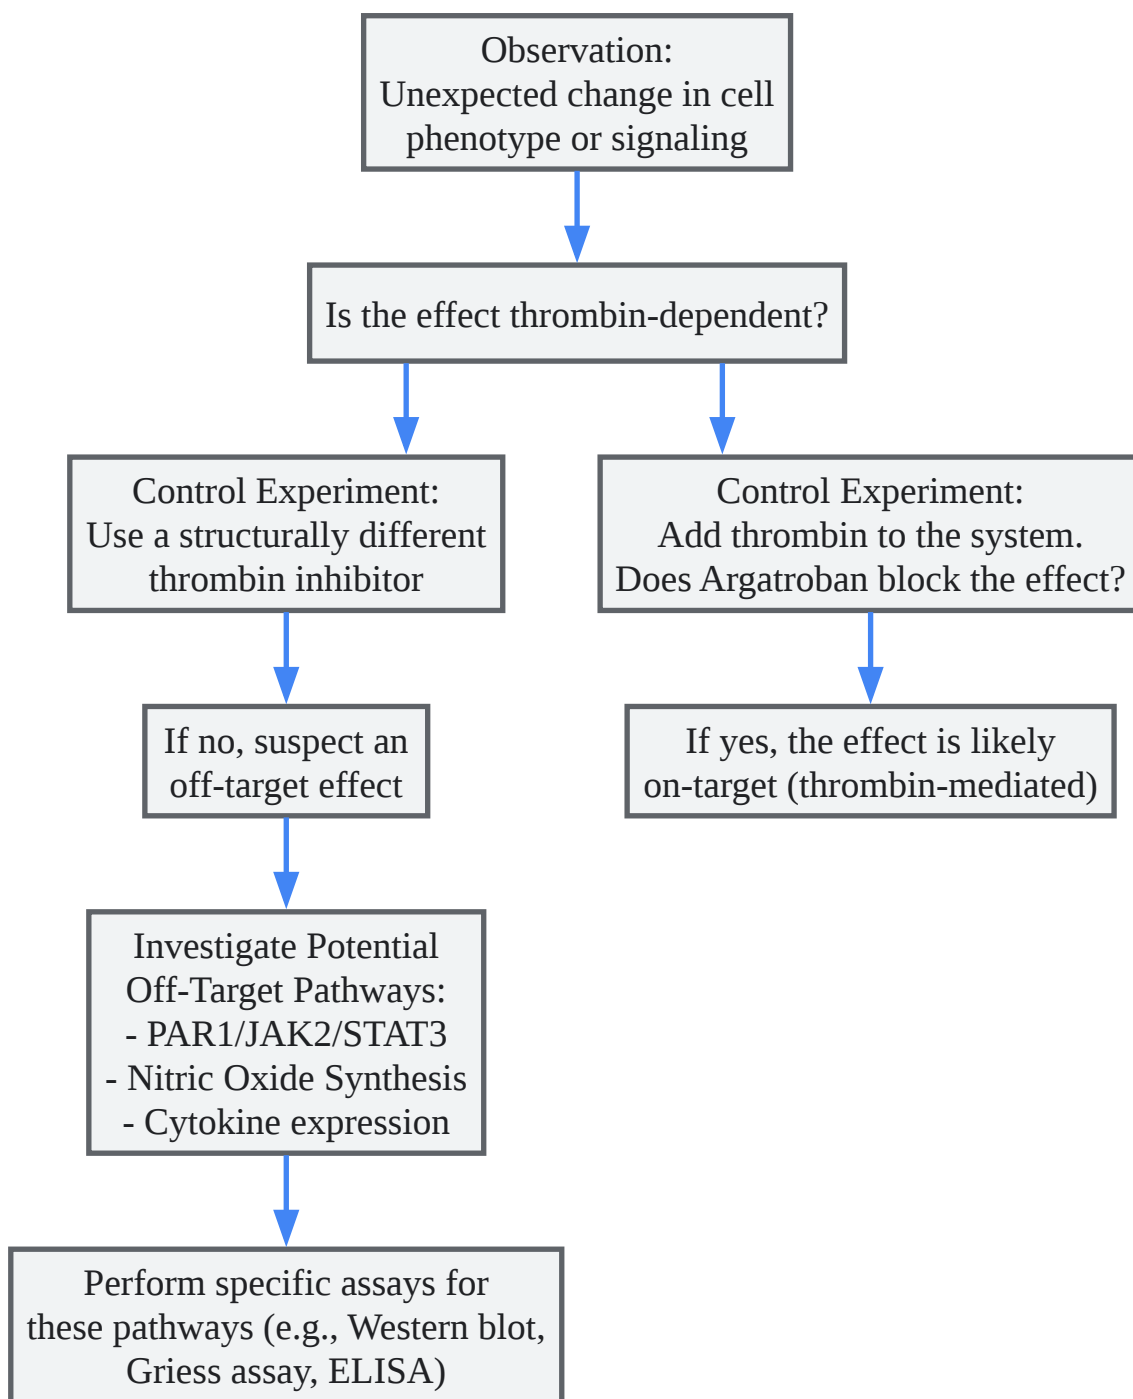 Observation:
Unexpected change in cell
phenotype or signaling
Is the effect thrombin-dependent?
Control Experiment:
Use a structurally different
thrombin inhibitor
Control Experiment:
Add thrombin to the system.
Does Argatroban block the effect?
If no, suspect an
off-target effect
If yes, the effect is likely
on-target (thrombin-mediated)
Investigate Potential
Off-Target Pathways:
- PAR1/JAK2/STAT3
- Nitric Oxide Synthesis
- Cytokine expression
Perform specific assays for
these pathways (e.g., Western blot,
Griess assay, ELISA)